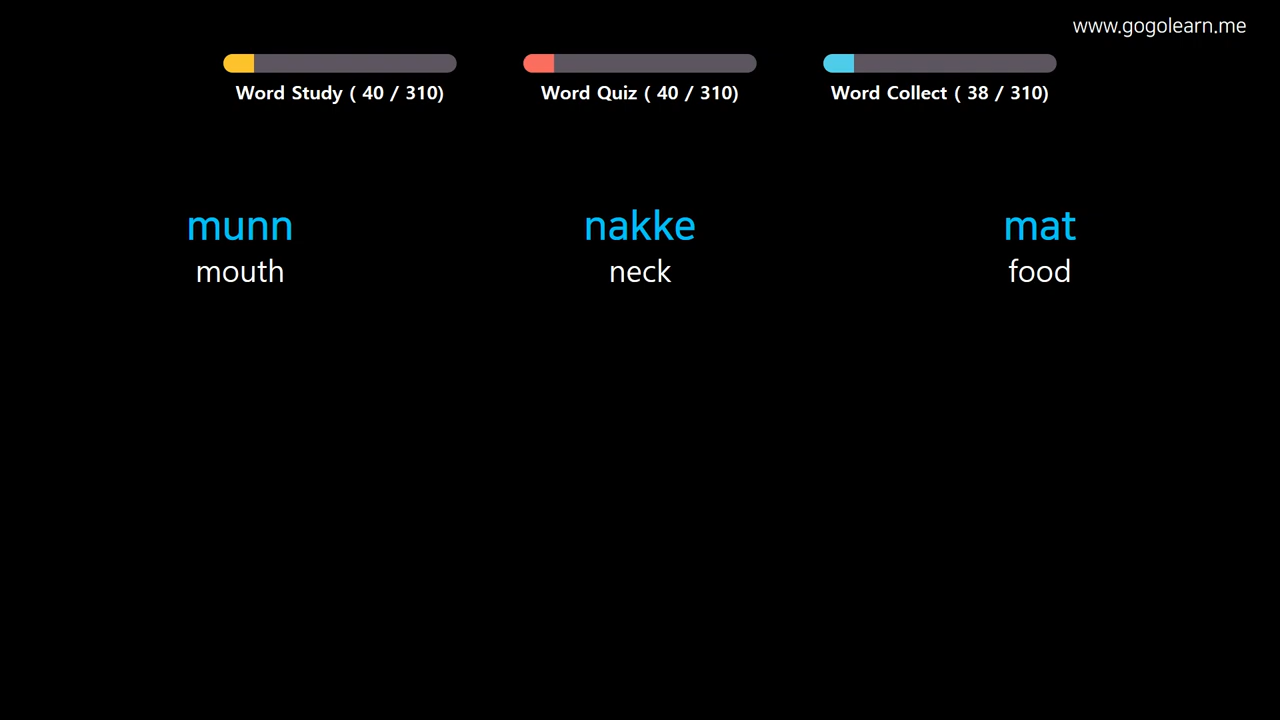 www.gogolearn.me
Word Study ( 40 / 310)
Word Quiz ( 40 / 310)
Word Collect ( 38 / 310)
munn
mouth
nakke
neck
mat
food